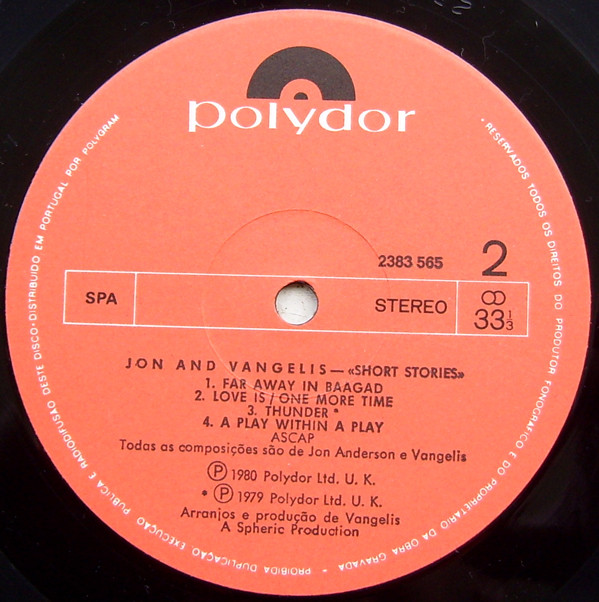 polydor
2383 565
2
SPA
STEREO
33⅓
JON AND VANGELIS — «SHORT STORIES»
1. FAR AWAY IN BAAGAD
2. LOVE IS / ONE MORE TIME
3. THUNDER *
4. A PLAY WITHIN A PLAY
ASCAP
Todas as composições são de Jon Anderson e Vangelis
Ⓟ 1980 Polydor Ltd. U. K.
• Ⓟ 1979 Polydor Ltd. U. K.
Arranjos e produção de Vangelis
A Spheric Production
• RESERVADOS TODOS OS DIREITOS DO PRODUTOR FONOGRÁFICO E DO PROPRIETÁRIO DA OBRA GRAVADA • PROIBIDA DUPLICAÇÃO, EXECUÇÃO PUBLICA E RADIODIFUSÃO DESTE DISCO • DISTRIBUIDO EM PORTUGAL POR POLYGRAM